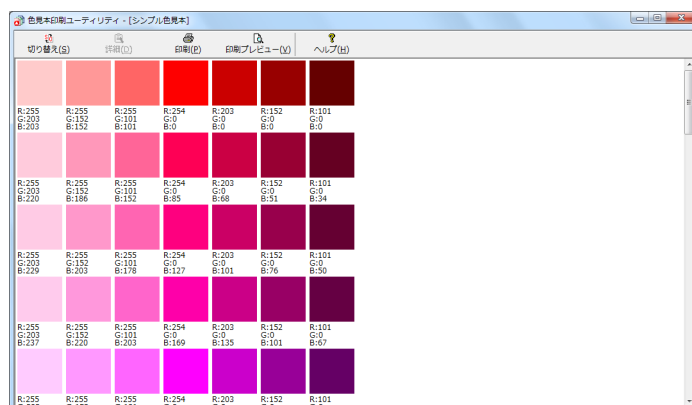 色見本印刷ユーティリティ - [シンプル色見本]
切り替え(S) 詳細(D) 印刷(P) 印刷プレビュー(V) ヘルプ(H)
R:255 R:255 R:255 R:254 R:203 R:152 R:101
G:203 G:152 G:101 G:0 G:0 G:0 G:0
B:203 B:152 B:101 B:0 B:0 B:0 B:0
R:255 R:255 R:255 R:254 R:203 R:152 R:101
G:203 G:152 G:101 G:0 G:0 G:0 G:0
B:220 B:186 B:152 B:85 B:68 B:51 B:34
R:255 R:255 R:255 R:254 R:203 R:152 R:101
G:203 G:152 G:101 G:0 G:0 G:0 G:0
B:229 B:203 B:178 B:127 B:101 B:76 B:50
R:255 R:255 R:255 R:254 R:203 R:152 R:101
G:203 G:152 G:101 G:0 G:0 G:0 G:0
B:237 B:220 B:203 B:169 B:135 B:101 B:67
R:255 R:255 R:255 R:254 R:203 R:152 R:101